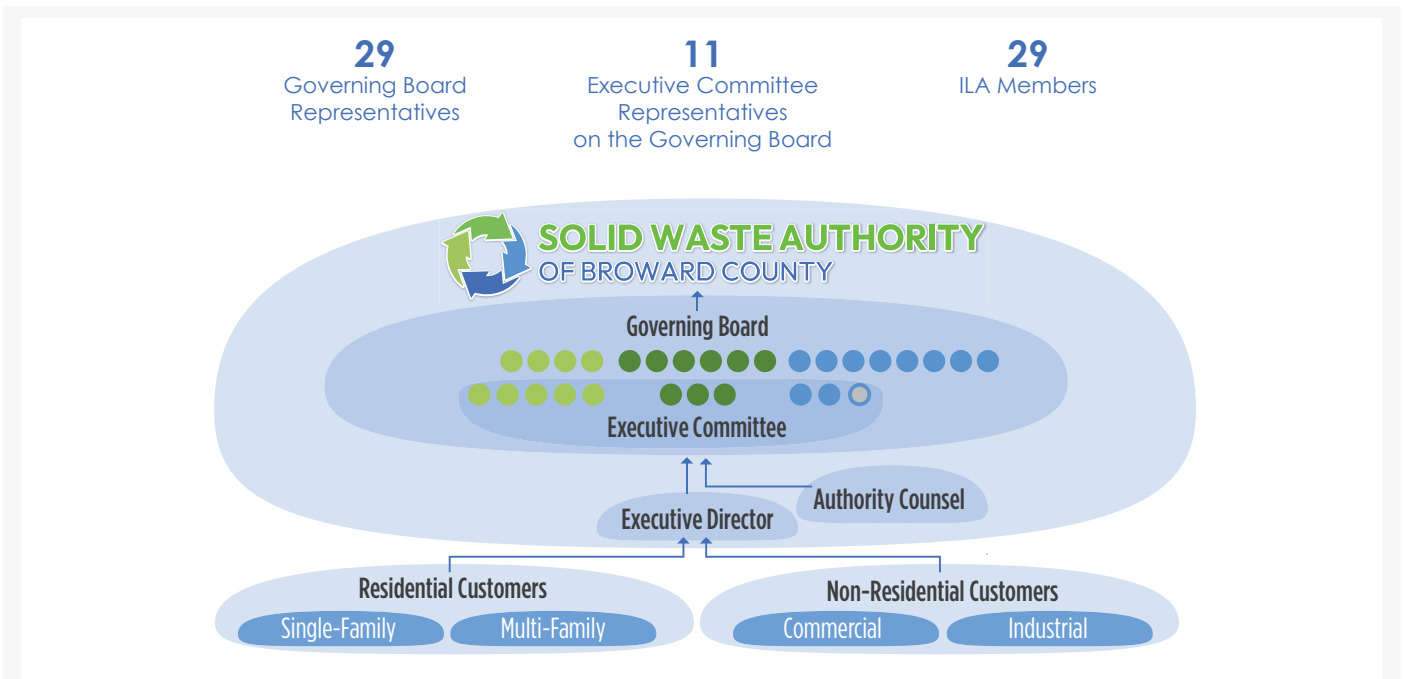 29
Governing Board
Representatives
11
Executive Committee
Representatives
on the Governing Board
29
ILA Members
SOLID WASTE AUTHORITY
OF BROWARD COUNTY
Governing Board
Executive Committee
Authority Counsel
Executive Director
Residential Customers
Single-Family
Multi-Family
Non-Residential Customers
Commercial
Industrial